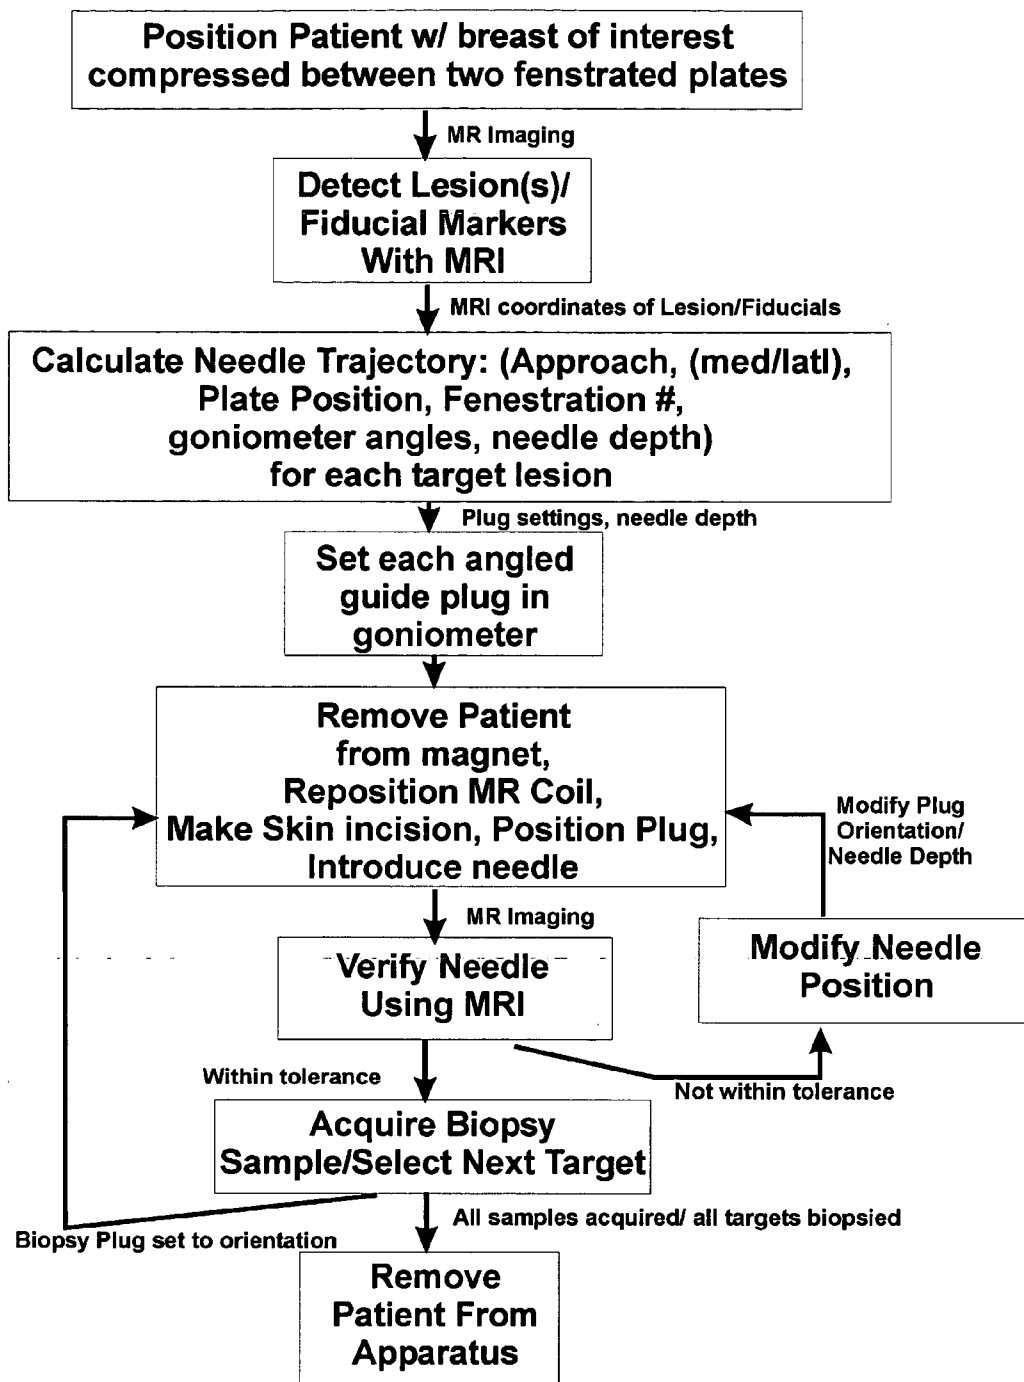 Position Patient w/ breast of interest
compressed between two fenstrated plates
MR Imaging
Detect Lesion(s)/
Fiducial Markers
With MRI
MRI coordinates of Lesion/Fiducials
Calculate Needle Trajectory: (Approach, (med/latl),
Plate Position, Fenestration #,
goniometer angles, needle depth)
for each target lesion
Plug settings, needle depth
Set each angled
guide plug in
goniometer
Remove Patient
from magnet,
Reposition MR Coil,
Make Skin incision, Position Plug,
Introduce needle
Modify Plug
Orientation/
Needle Depth
MR Imaging
Verify Needle
Using MRI
Modify Needle
Position
Within tolerance
Not within tolerance
Acquire Biopsy
Sample/Select Next Target
Biopsy Plug set to orientation
All samples acquired/ all targets biopsied
Remove
Patient From
Apparatus